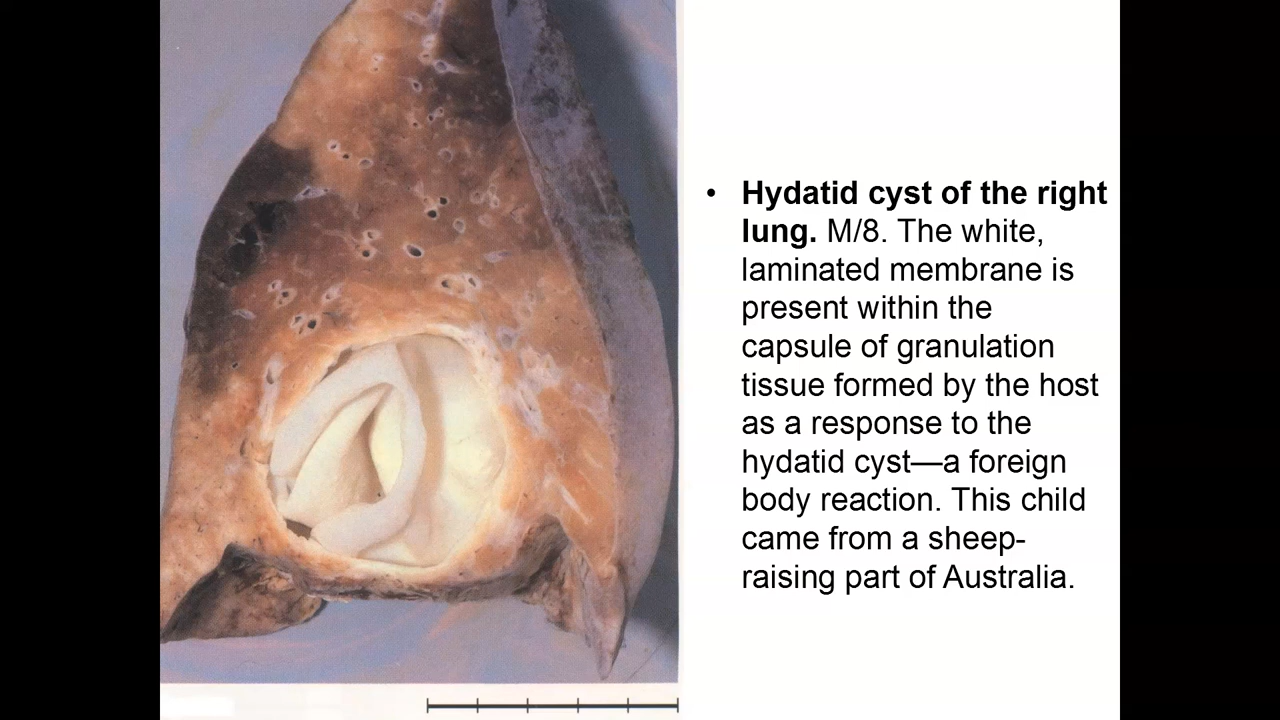 • Hydatid cyst of the right
lung. M/8. The white,
laminated membrane is
present within the
capsule of granulation
tissue formed by the host
as a response to the
hydatid cyst—a foreign
body reaction. This child
came from a sheep-
raising part of Australia.